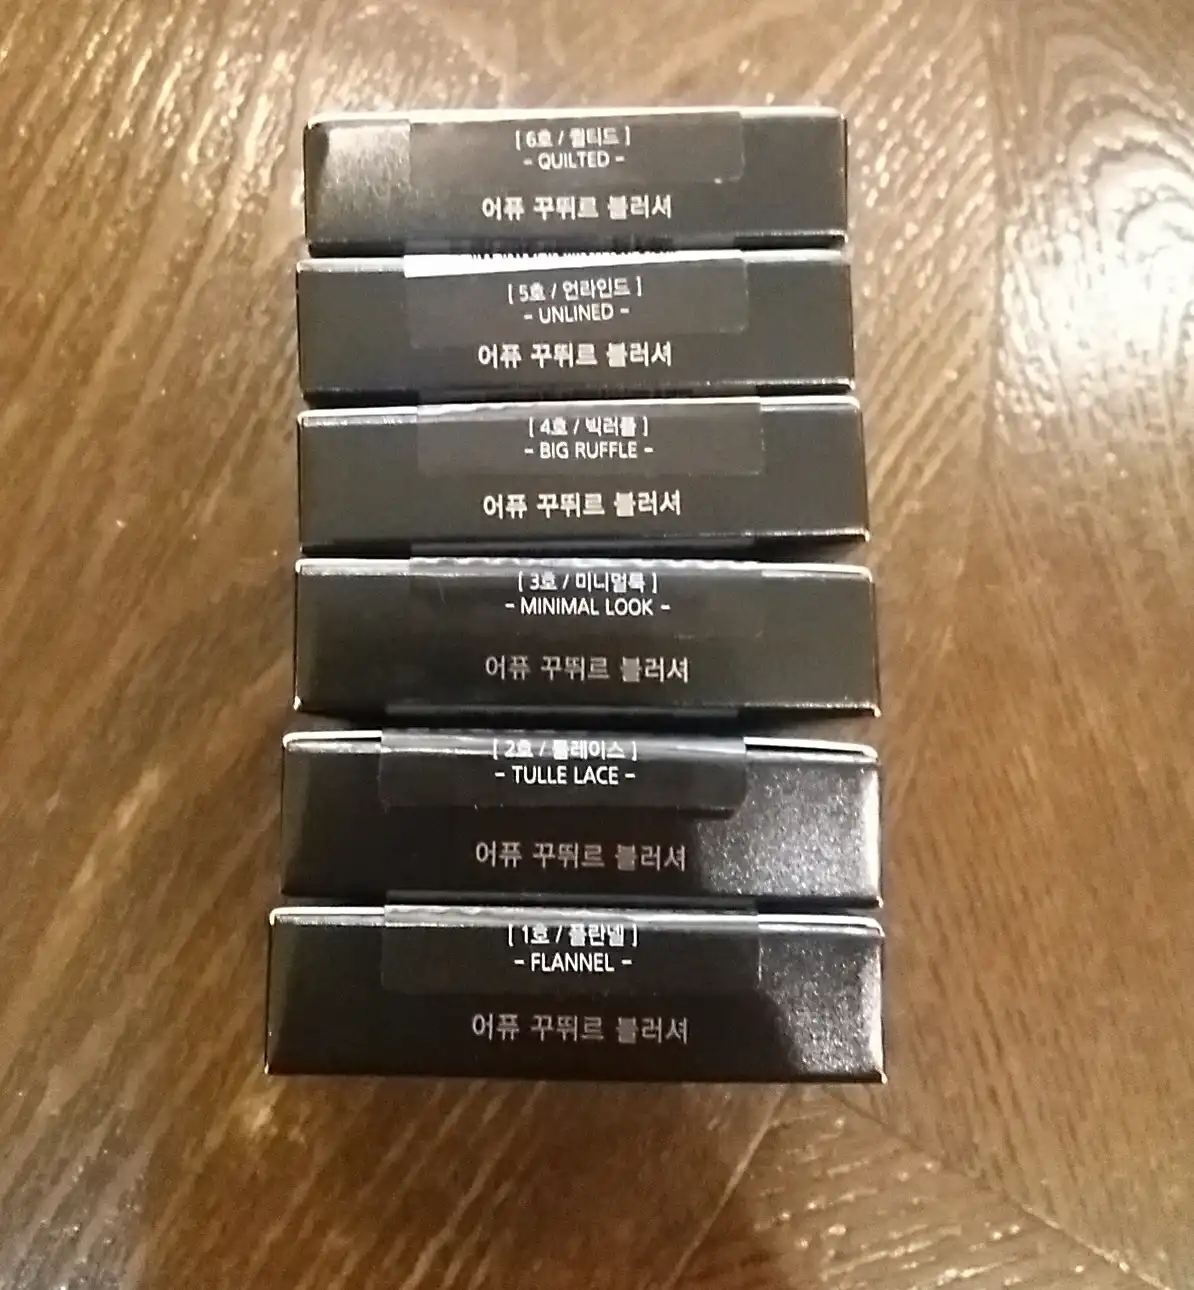 [ 6호 / 퀼티드 ]
- QUILTED -
어퓨 꾸뛰르 블러셔
[ 5호 / 언라인드 ]
- UNLINED -
어퓨 꾸뛰르 블러셔
[ 4호 / 빅러플 ]
- BIG RUFFLE -
어퓨 꾸뛰르 블러셔
[ 3호 / 미니멀룩 ]
- MINIMAL LOOK -
어퓨 꾸뛰르 블러셔
[ 2호 / 튤레이스 ]
- TULLE LACE -
어퓨 꾸뛰르 블러셔
[ 1호 / 플란넬 ]
- FLANNEL -
어퓨 꾸뛰르 블러셔